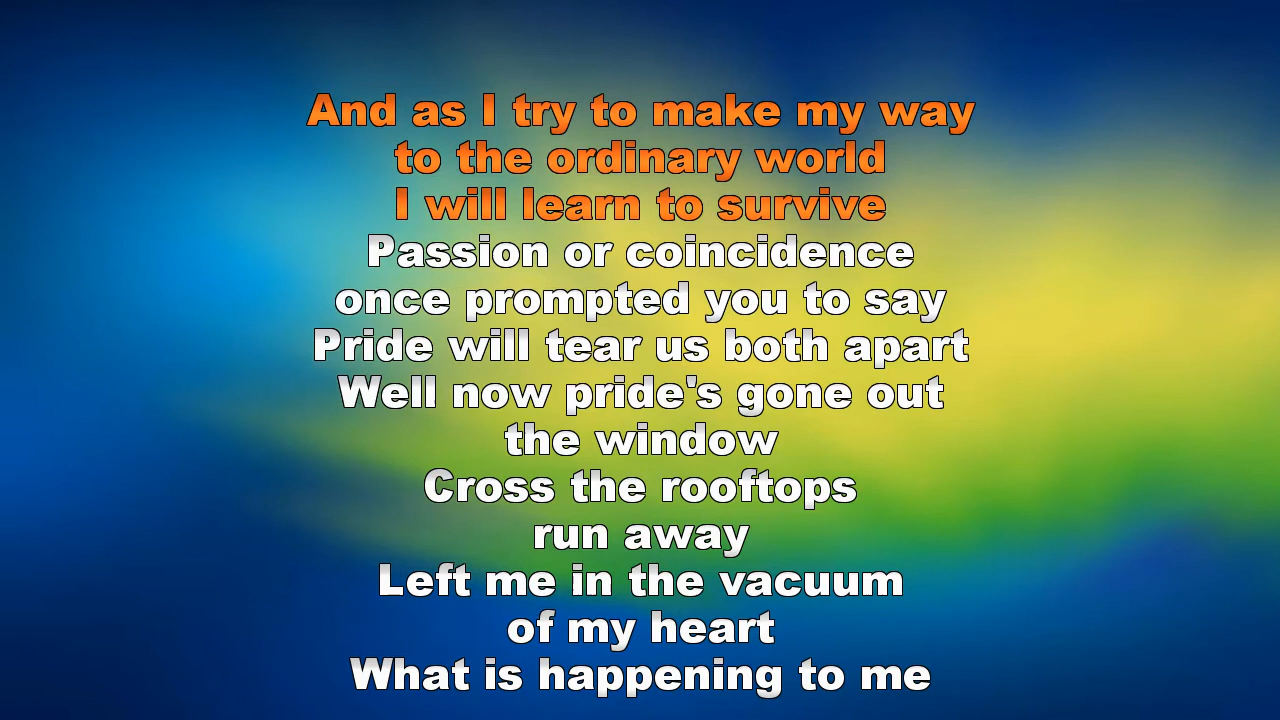 And as I try to make my way
to the ordinary world
I will learn to survive
Passion or coincidence
once prompted you to say
Pride will tear us both apart
Well now pride's gone out
the window
Cross the rooftops
run away
Left me in the vacuum
of my heart
What is happening to me